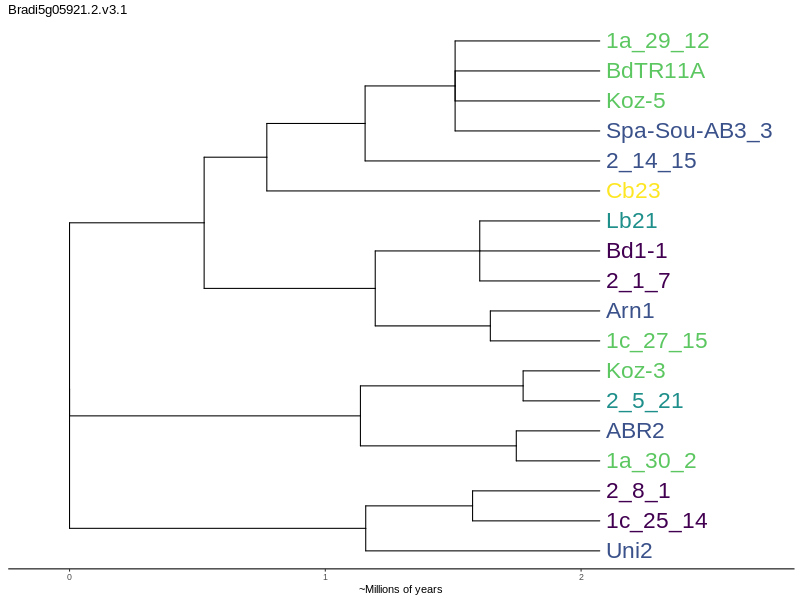 Bradi5g05921.2.v3.1
1a_29_12
BdTR11A
Koz-5
Spa-Sou-AB3_3
2_14_15
Cb23
Lb21
Bd1-1
2_1_7
Arn1
1c_27_15
Koz-3
2_5_21
ABR2
1a_30_2
2_8_1
1c_25_14
Uni2
0 1 2
~Millions of years